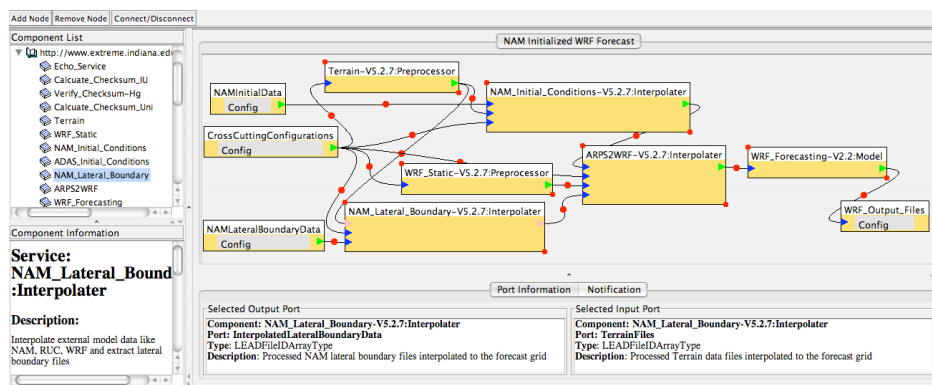 Add Node Remove Node Connect/Disconnect
Component List
http://www.extreme.indiana.edu
Echo_Service
Calcuate_Checksum_IU
Verify_Checksum-Hg
Calcuate_Checksum_Uni
Terrain
WRF_Static
NAM_Initial_Conditions
ADAS_Initial_Conditions
NAM_Lateral_Boundary
ARPS2WRF
WRF_Forecasting
Component Information
Service:
NAM_Lateral_Bound
:Interpolater
Description:
Interpolate external model data like
NAM, RUC, WRF and extract lateral
boundary files
NAM Initialized WRF Forecast
Terrain-V5.2.7:Preprocessor
NAMInitialData
Config
NAM_Initial_Conditions-V5.2.7:Interpolater
CrossCuttingConfigurations
Config
ARPS2WRF-V5.2.7:Interpolater
WRF_Forecasting-V2.2:Model
WRF_Static-V5.2.7:Preprocessor
NAM_Lateral_Boundary-V5.2.7:Interpolater
WRF_Output_Files
Config
NAMLateralBoundaryData
Config
Port Information Notification
Selected Output Port
Component: NAM_Lateral_Boundary-V5.2.7:Interpolater
Port: InterpolatedLateralBoundaryData
Type: LEADFileIDArrayType
Description: Processed NAM lateral boundary files interpolated to the forecast grid
Selected Input Port
Component: NAM_Lateral_Boundary-V5.2.7:Interpolater
Port: TerrainFiles
Type: LEADFileIDArrayType
Description: Processed Terrain data files interpolated to the forecast grid